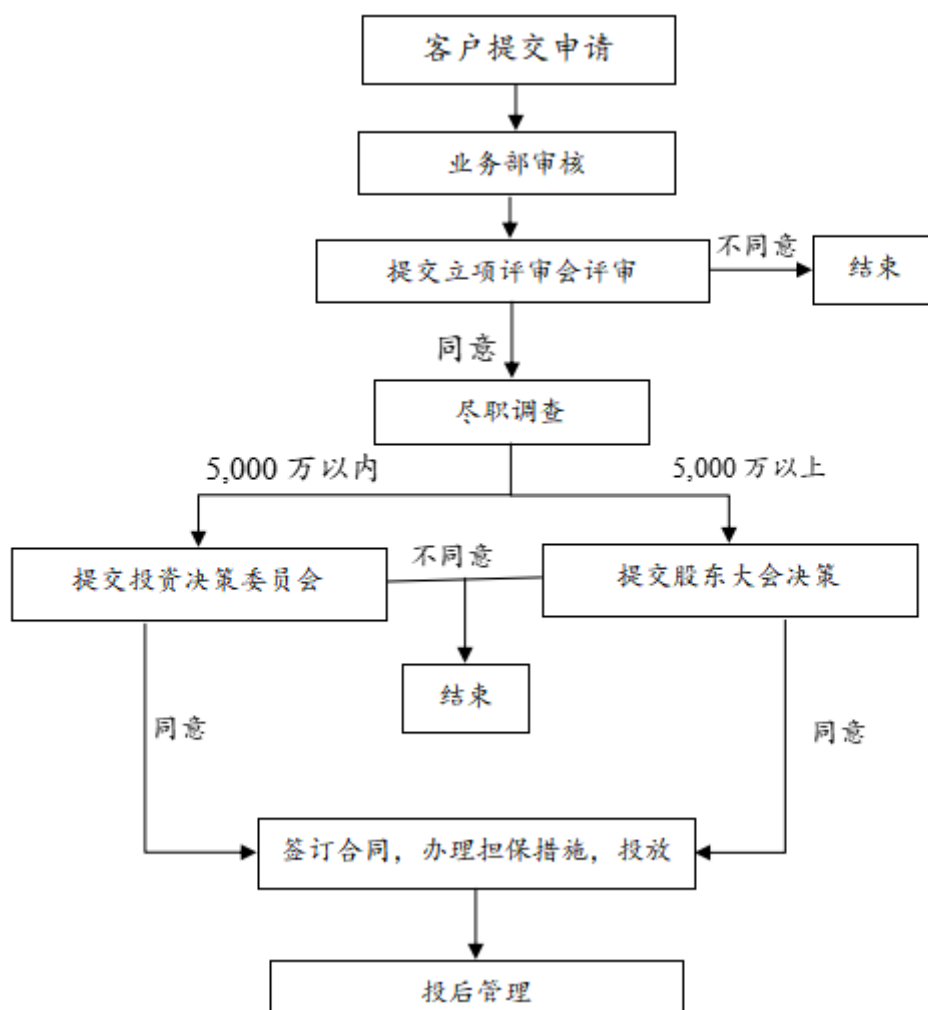 客户提交申请
业务部审核
提交立项评审会评审
不同意
结束
同意
尽职调查
5,000 万以内
5,000 万以上
提交投资决策委员会
不同意
提交股东大会决策
结束
同意
同意
签订合同，办理担保措施，投放
投后管理